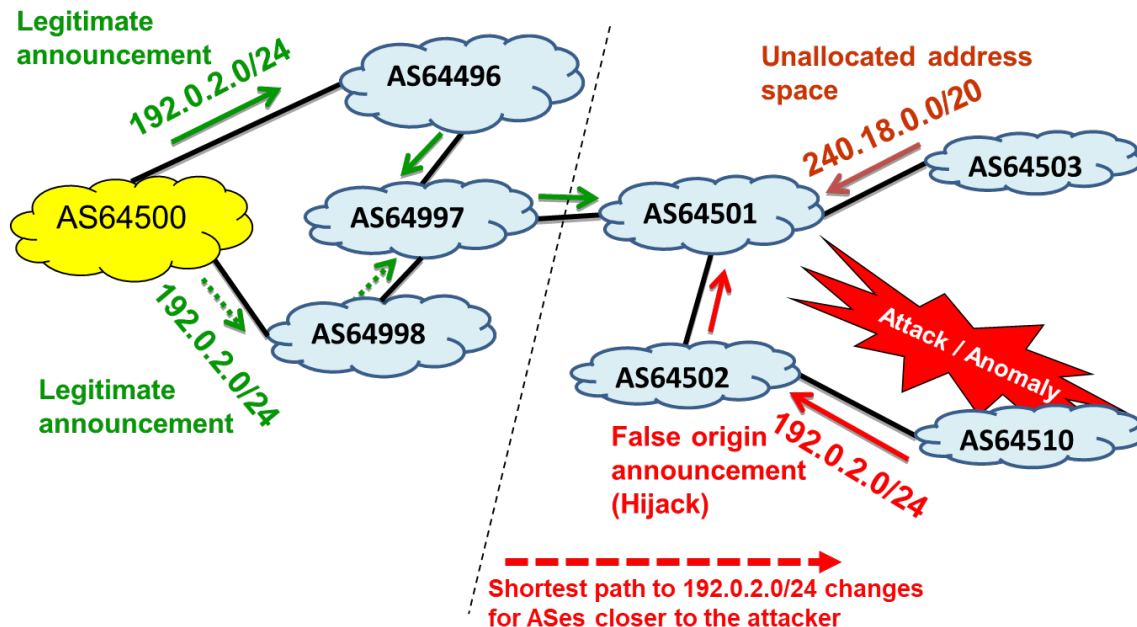 Legitimate
announcement
192.0.2.0/24
AS64496
Unallocated address
space
240.18.0.0/20
AS64503
AS64500
AS64997
AS64501
192.0.2.0/24
AS64998
Legitimate
announcement
AS64502
Attack / Anomaly
False origin
announcement
(Hijack)
192.0.2.0/24
AS64510
Shortest path to 192.0.2.0/24 changes
for ASes closer to the attacker